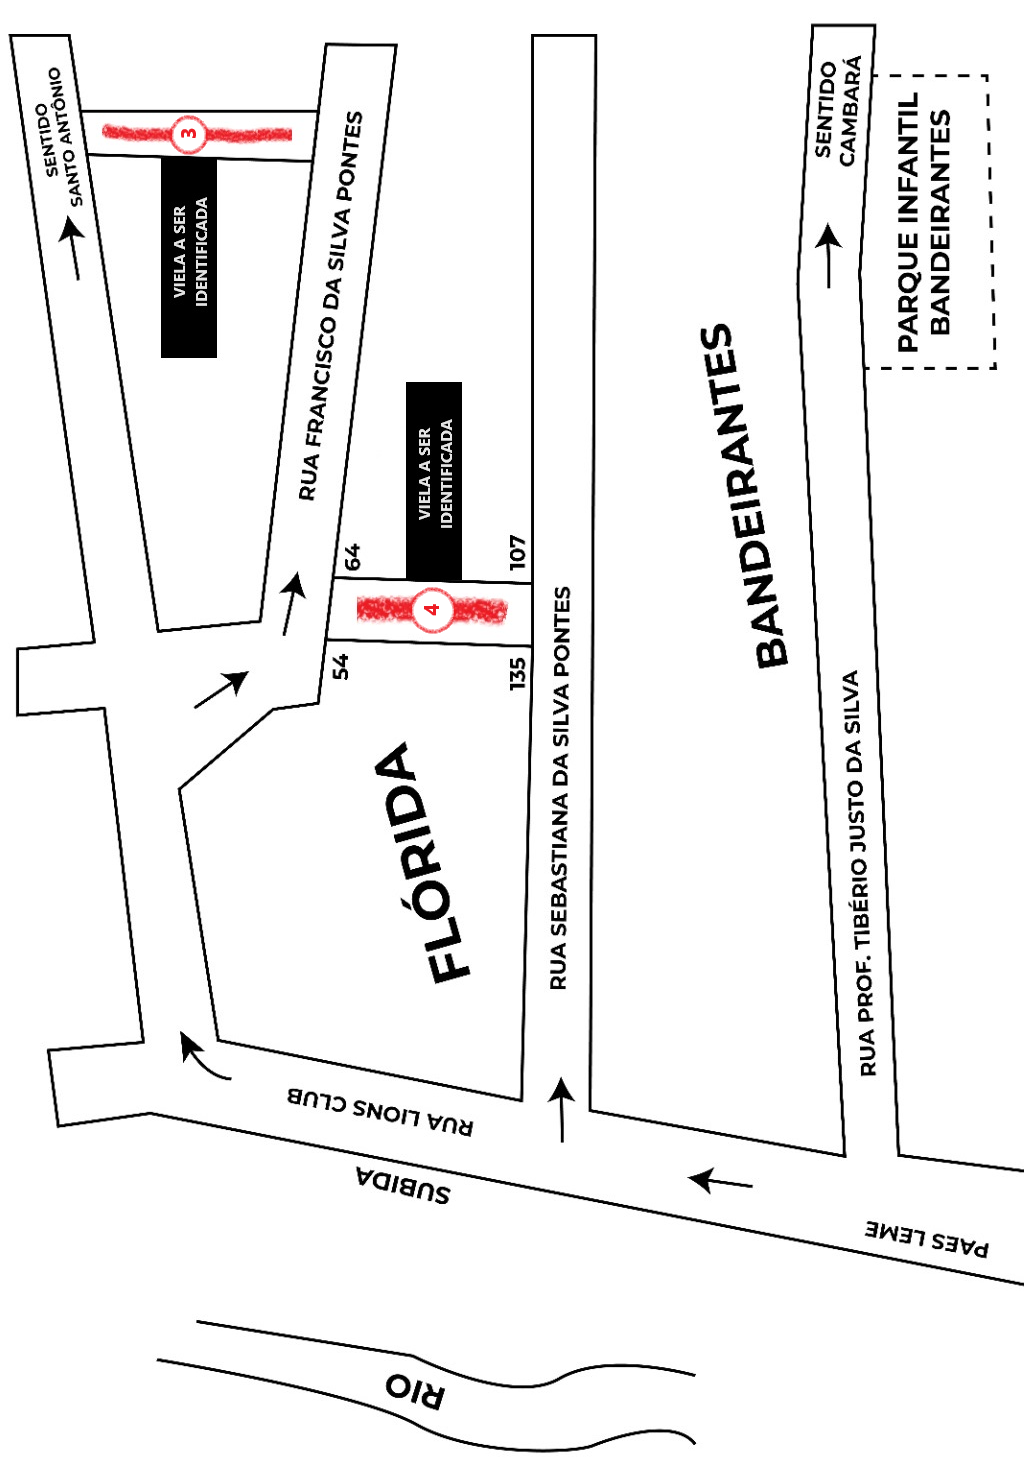 SENTIDO
SANTO ANTÔNIO
3
VIELA A SER
IDENTIFICADA
RUA FRANCISCO DA SILVA PONTES
VIELA A SER
IDENTIFICADA
64
107
4
54
135
FLÓRIDA
RUA SEBASTIANA DA SILVA PONTES
BANDEIRANTES
SENTIDO
CAMBARÁ
PARQUE INFANTIL
BANDEIRANTES
RUA PROF. TIBÉRIO JUSTO DA SILVA
RUA LIONS CLUB
SUBIDA
PAES LEME
RIO